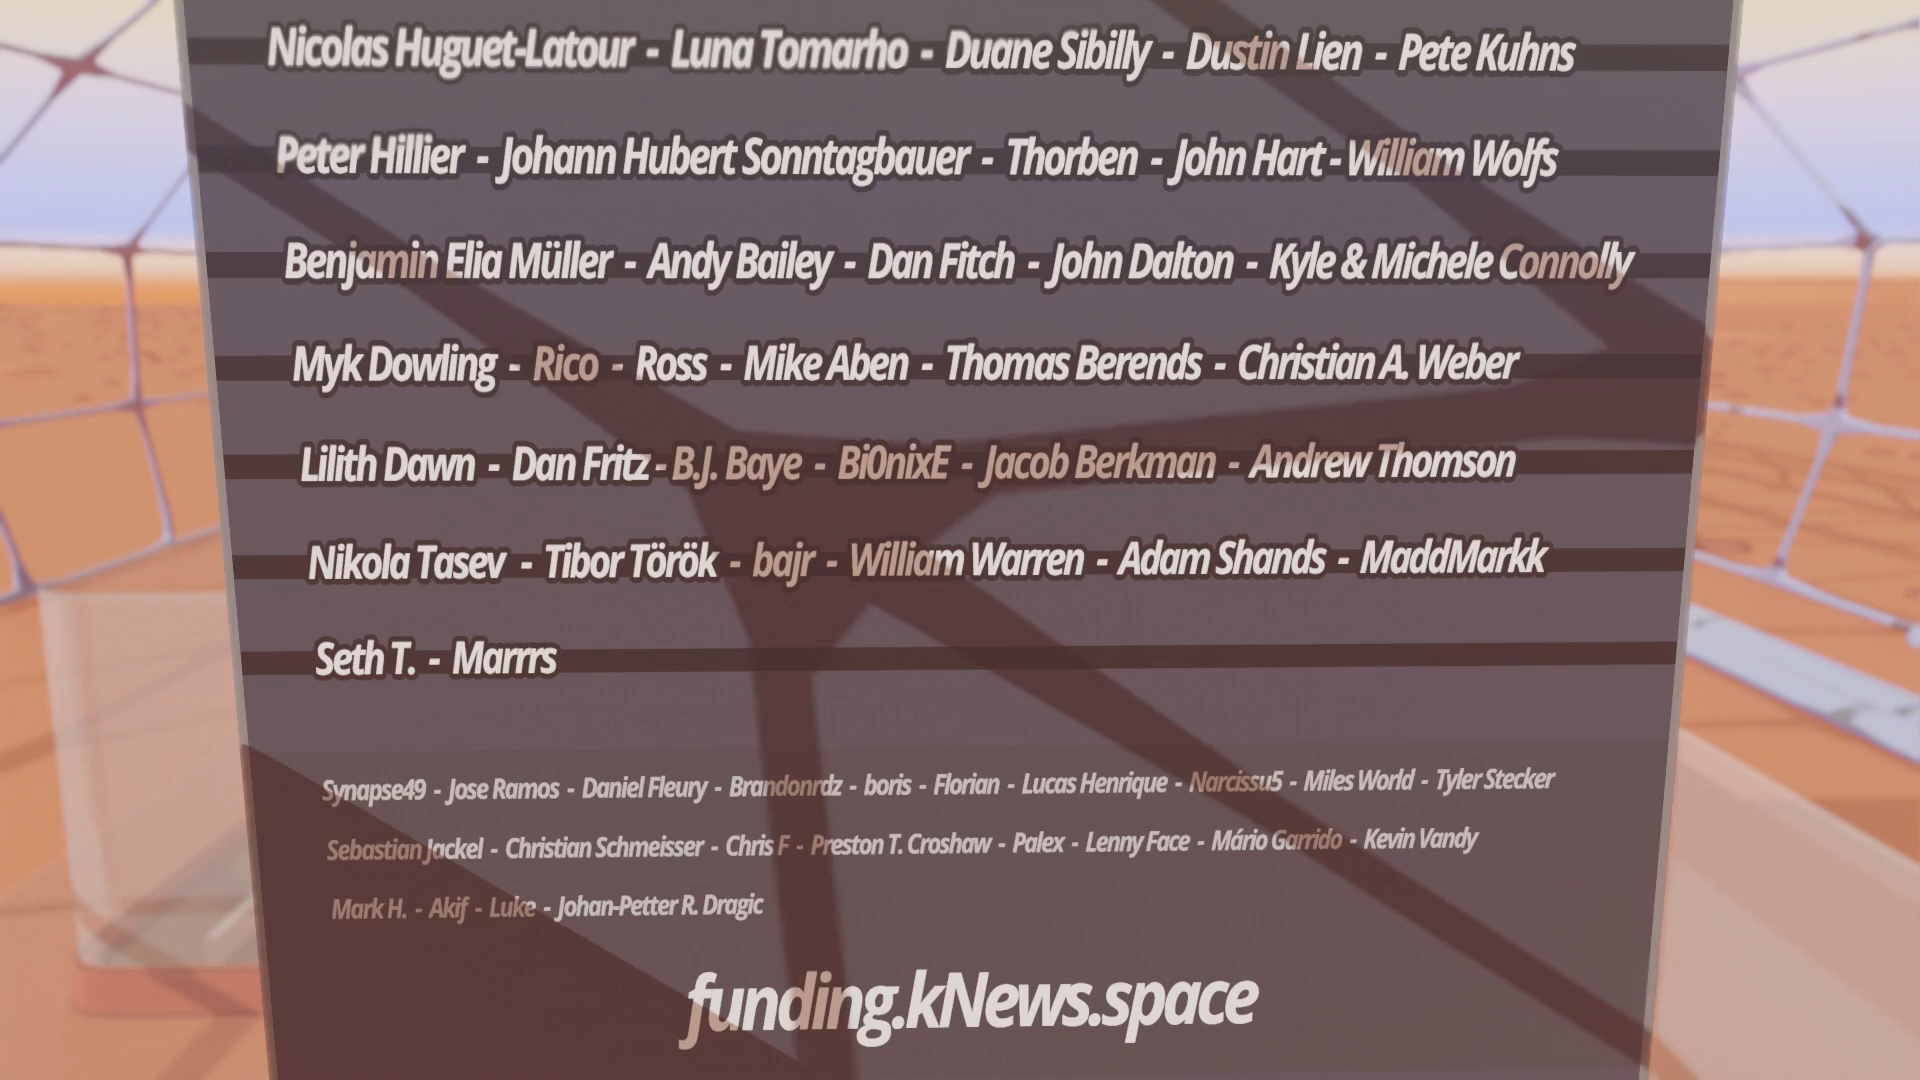 Nicolas Huguet-Latour - Luna Tomarho - Duane Sibilly - Dustin Lien - Pete Kuhns
Peter Hillier - Johann Hubert Sonntagbauer - Thorben - John Hart - William Wolfs
Benjamin Elia Müller - Andy Bailey - Dan Fitch - John Dalton - Kyle & Michele Connolly
Myk Dowling - Rico - Ross - Mike Aben - Thomas Berends - Christian A. Weber
Lilith Dawn - Dan Fritz - B.J. Baye - Bi0nixE - Jacob Berkman - Andrew Thomson
Nikola Tasev - Tibor Török - bajr - William Warren - Adam Shands - MaddMarkk
Seth T. - Marrrs
Synapse49 - Jose Ramos - Daniel Fleury - Brandonrdz - boris - Florian - Lucas Henrique - Narcissu5 - Miles World - Tyler Stecker
Sebastian Jackel - Christian Schmeisser - Chris F - Preston T. Croshaw - Palex - Lenny Face - Mário Garrido - Kevin Vandy
Mark H. - Akif - Luke - Johan-Petter R. Dragic
funding.kNews.space